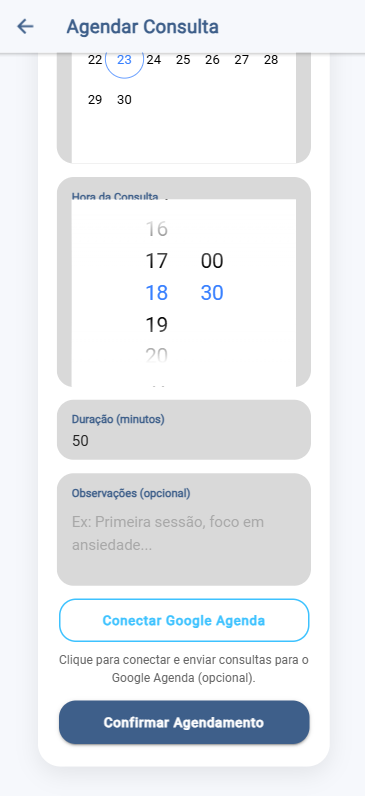 Agendar Consulta
22 23 24 25 26 27 28
29 30
Hora da Consulta
16
17 00
18 30
19
20
Duração (minutos)
50
Observações (opcional)
Ex: Primeira sessão, foco em
ansiedade...
Conectar Google Agenda
Clique para conectar e enviar consultas para o
Google Agenda (opcional).
Confirmar Agendamento